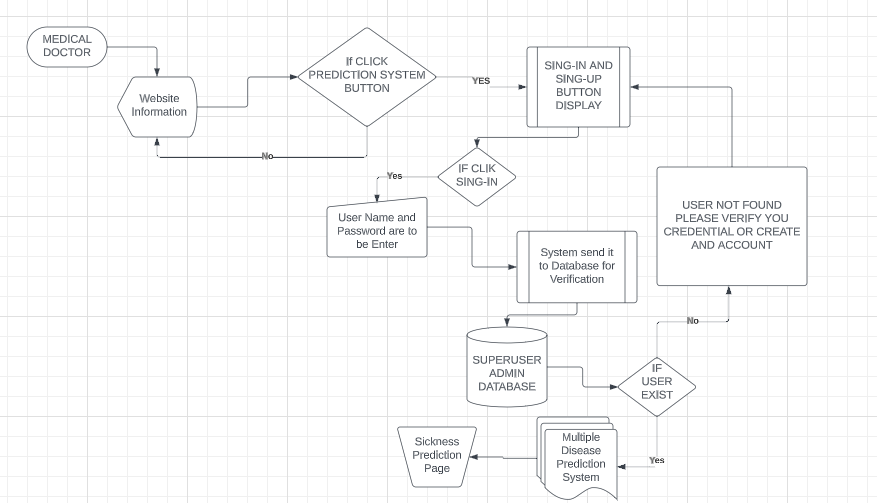 MEDICAL
DOCTOR
Website
Information
If CLICK
PREDICTION SYSTEM
BUTTON
YES
No
SING-IN AND
SING-UP
BUTTON
DISPLAY
IF CLIK
SING-IN
Yes
User Name and
Password are to
be Enter
System send it
to Database for
Verification
USER NOT FOUND
PLEASE VERIFY YOU
CREDENTIAL OR CREATE
AND ACCOUNT
No
SUPERUSER
ADMIN
DATABASE
IF
USER
EXIST
Yes
Multiple
Disease
Prediction
System
Sickness
Prediction
Page